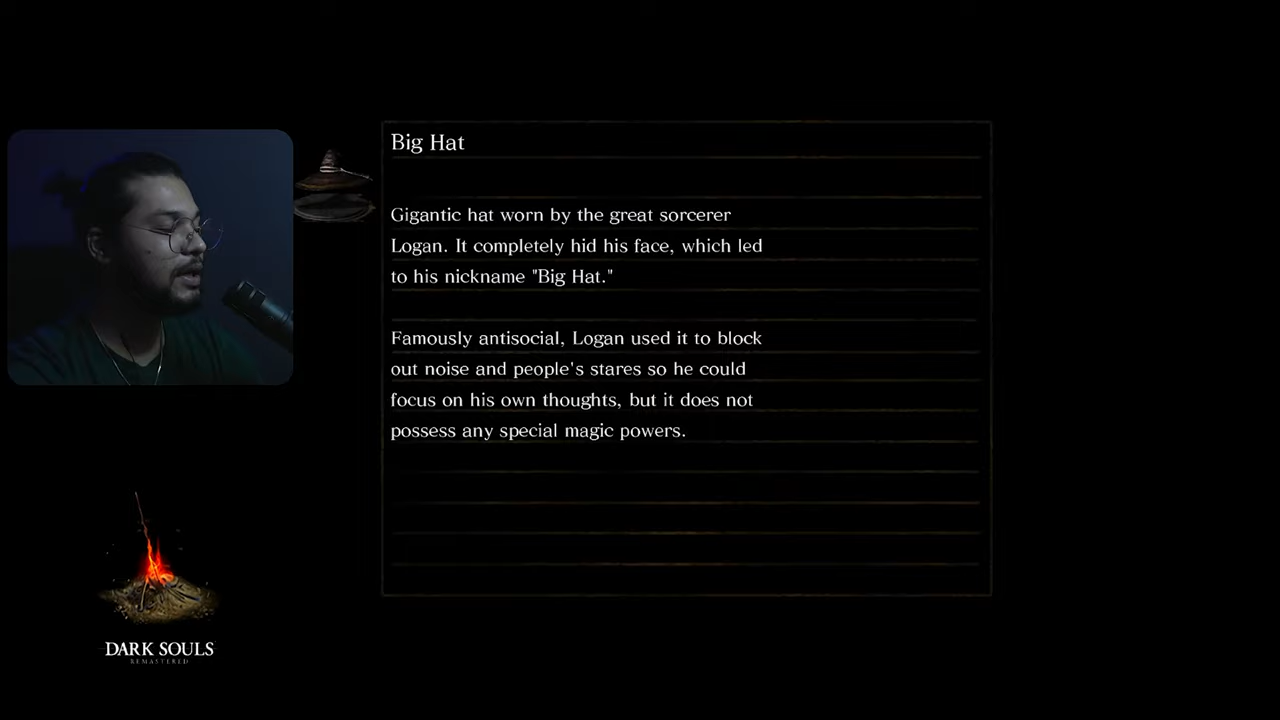 Big Hat
Gigantic hat worn by the great sorcerer
Logan. It completely hid his face, which led
to his nickname "Big Hat."
Famously antisocial, Logan used it to block
out noise and people's stares so he could
focus on his own thoughts, but it does not
possess any special magic powers.
DARK SOULS
REMASTERED